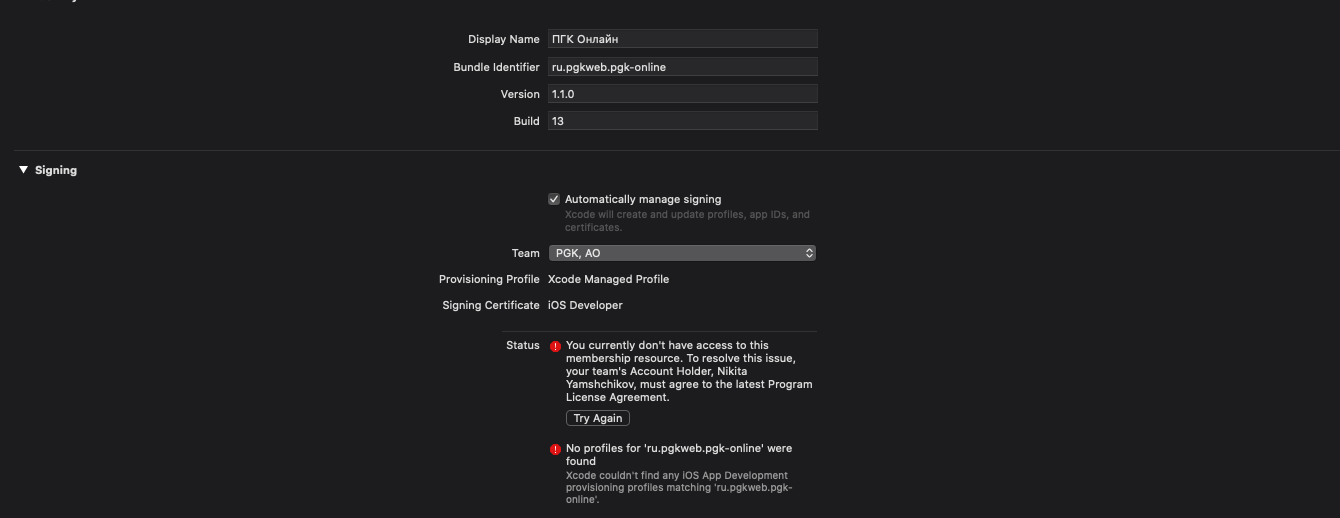 Display Name ПГК Онлайн
Bundle Identifier ru.pgkweb.pgk-online
Version 1.1.0
Build 13
Signing
Automatically manage signing
Xcode will create and update profiles, app IDs, and
certificates.
Team PGK, AO
Provisioning Profile Xcode Managed Profile
Signing Certificate iOS Developer
Status You currently don't have access to this
membership resource. To resolve this issue,
your team's Account Holder, Nikita
Yamshchikov, must agree to the latest Program
License Agreement.
Try Again
No profiles for 'ru.pgkweb.pgk-online' were
found
Xcode couldn't find any iOS App Development
provisioning profiles matching 'ru.pgkweb.pgk-
online'.